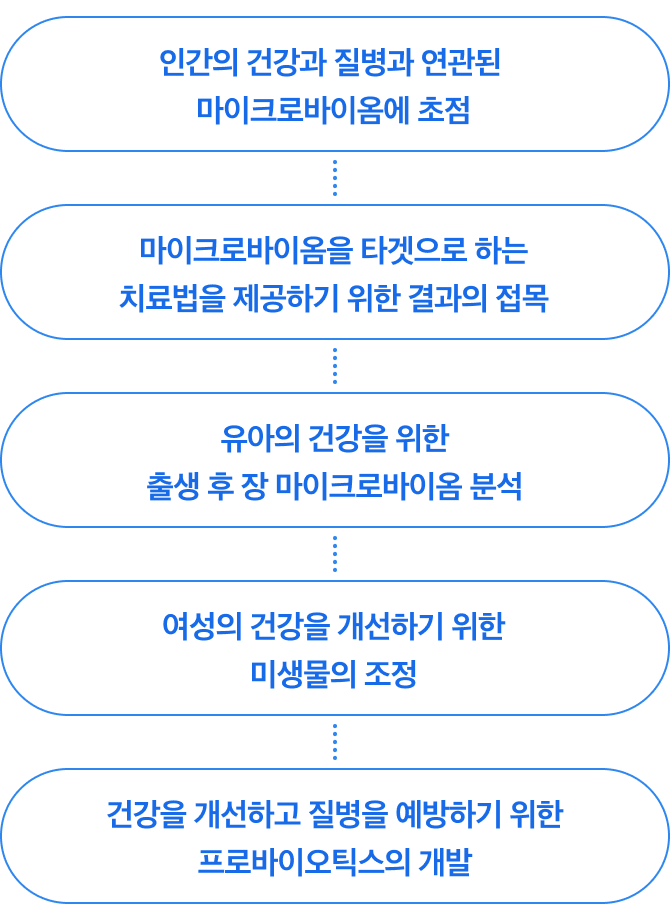 인간의 건강과 질병과 연관된
마이크로바이옴에 초점
마이크로바이옴을 타겟으로 하는
치료법을 제공하기 위한 결과의 접목
유아의 건강을 위한
출생 후 장 마이크로바이옴 분석
여성의 건강을 개선하기 위한
미생물의 조정
건강을 개선하고 질병을 예방하기 위한
프로바이오틱스의 개발